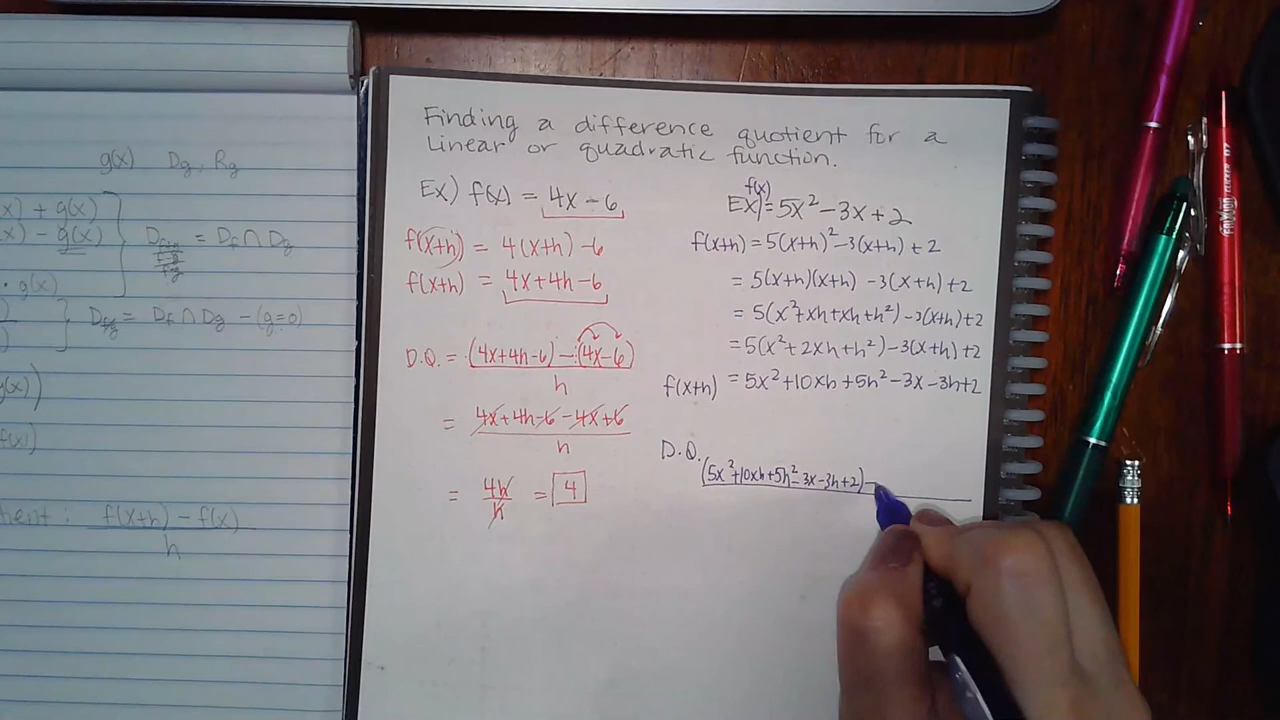 g(x) Dg, Rg
x) + g(x)
x) - g(x)
= Df ∩ Dg
· g(x)
= Df ∩ Dg - (g=0)
g(x))
f(x)
nent: f(x+h) - f(x)
h
Finding a difference quotient for a
Linear or quadratic function.
Ex) f(x) = 4x - 6
f(x+h) = 4(x+h) - 6
f(x+h) = 4x+4h-6
D.Q. = (4x+4h-6) - (4x-6)
h
= 4x+4h-6-4x+6
h
= 4h = 4
h
f(x)
Ex) = 5x² - 3x + 2
f(x+h) = 5(x+h)² - 3(x+h) + 2
= 5(x+h)(x+h) - 3(x+h) + 2
= 5(x²+xh+xh+h²) - 3(x+h) + 2
= 5(x²+2xh+h²) - 3(x+h) + 2
f(x+h) = 5x²+10xh+5h²-3x-3h+2
D.Q.
(5x²+10xh+5h²-3x-3h+2) -